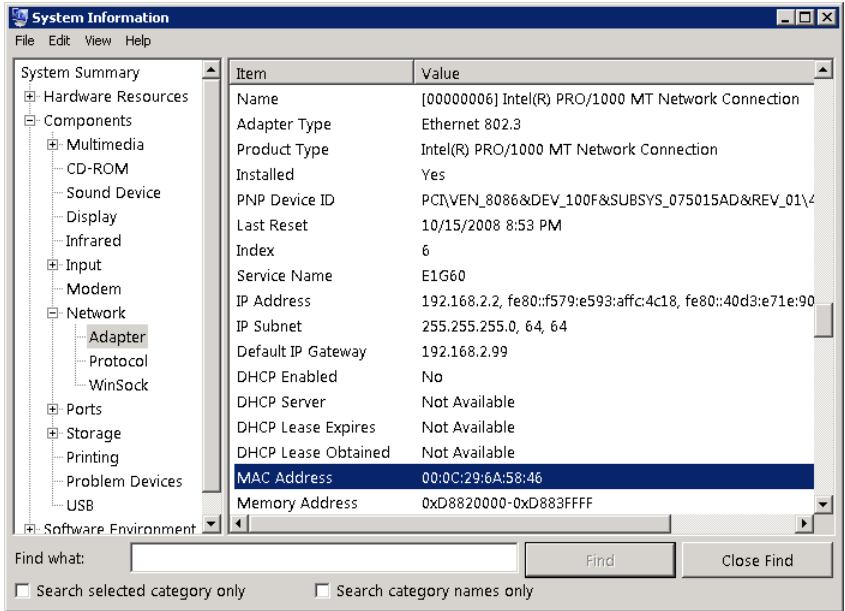 System Information
File Edit View Help
System Summary
Hardware Resources
Components
Multimedia
CD-ROM
Sound Device
Display
Infrared
Input
Modem
Network
Adapter
Protocol
WinSock
Ports
Storage
Printing
Problem Devices
USB
Software Environment
Item Value
Name [00000006] Intel(R) PRO/1000 MT Network Connection
Adapter Type Ethernet 802.3
Product Type Intel(R) PRO/1000 MT Network Connection
Installed Yes
PNP Device ID PCI\VEN_8086&DEV_100F&SUBSYS_075015AD&REV_01\4
Last Reset 10/15/2008 8:53 PM
Index 6
Service Name E1G60
IP Address 192.168.2.2, fe80::f579:e593:affc:4c18, fe80::40d3:e71e:90
IP Subnet 255.255.255.0, 64, 64
Default IP Gateway 192.168.2.99
DHCP Enabled No
DHCP Server Not Available
DHCP Lease Expires Not Available
DHCP Lease Obtained Not Available
MAC Address 00:0C:29:6A:58:46
Memory Address 0xD8820000-0xD883FFFF
Find what: Find Close Find
Search selected category only Search category names only